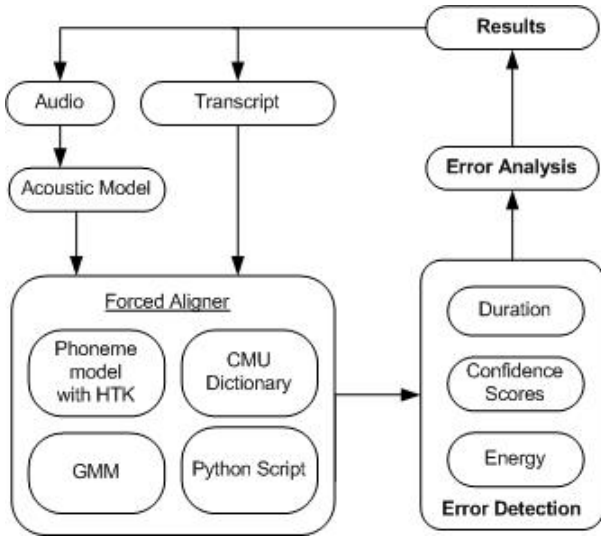 Results
Audio
Transcript
Error Analysis
Acoustic Model
Forced Aligner
Phoneme
model
with HTK
CMU
Dictionary
GMM
Python Script
Duration
Confidence
Scores
Energy
Error Detection